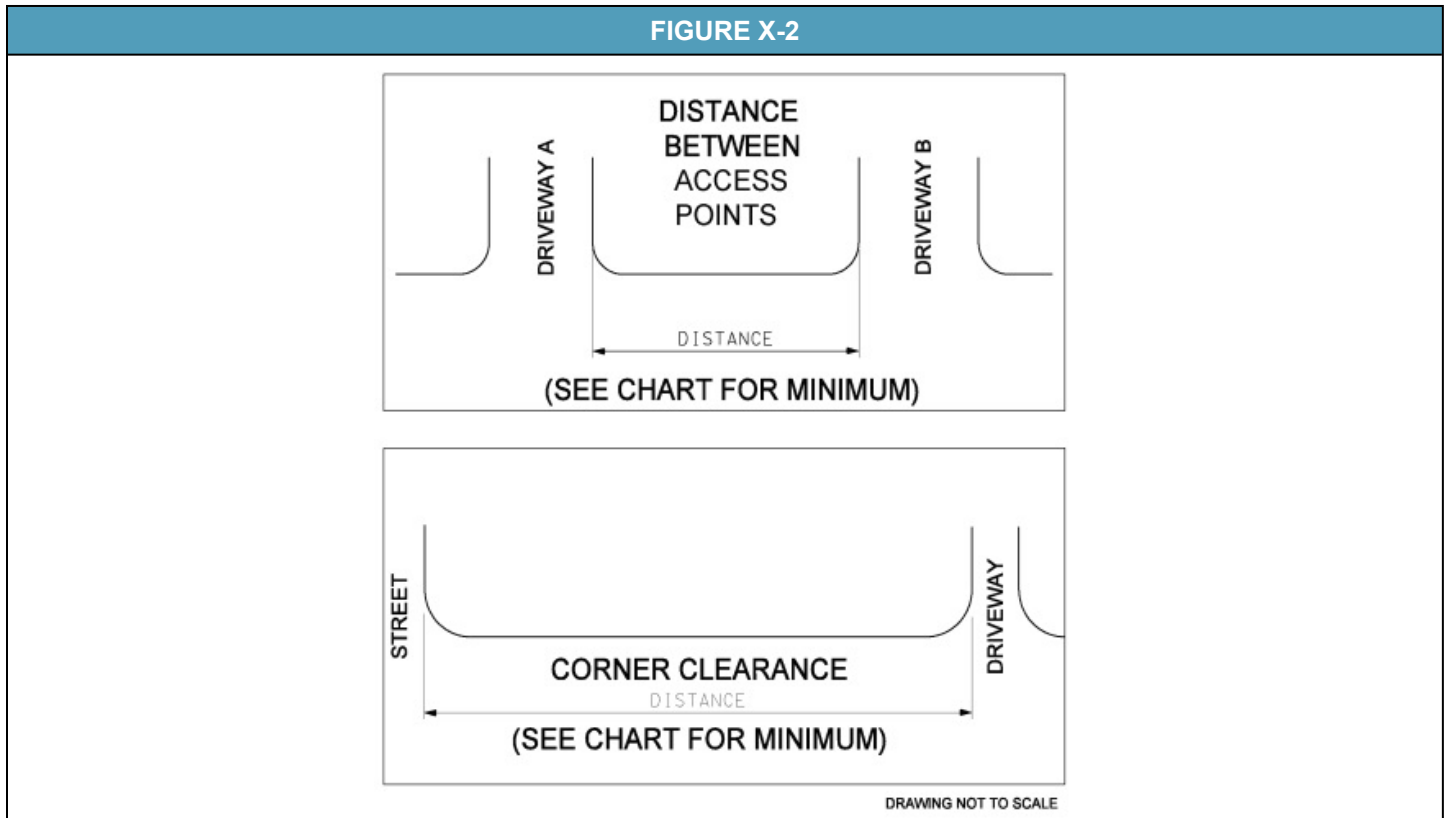 FIGURE X-2
DISTANCE
BETWEEN
ACCESS
POINTS
DRIVEWAY A
DRIVEWAY B
DISTANCE
(SEE CHART FOR MINIMUM)
STREET
DRIVEWAY
CORNER CLEARANCE
DISTANCE
(SEE CHART FOR MINIMUM)
DRAWING NOT TO SCALE